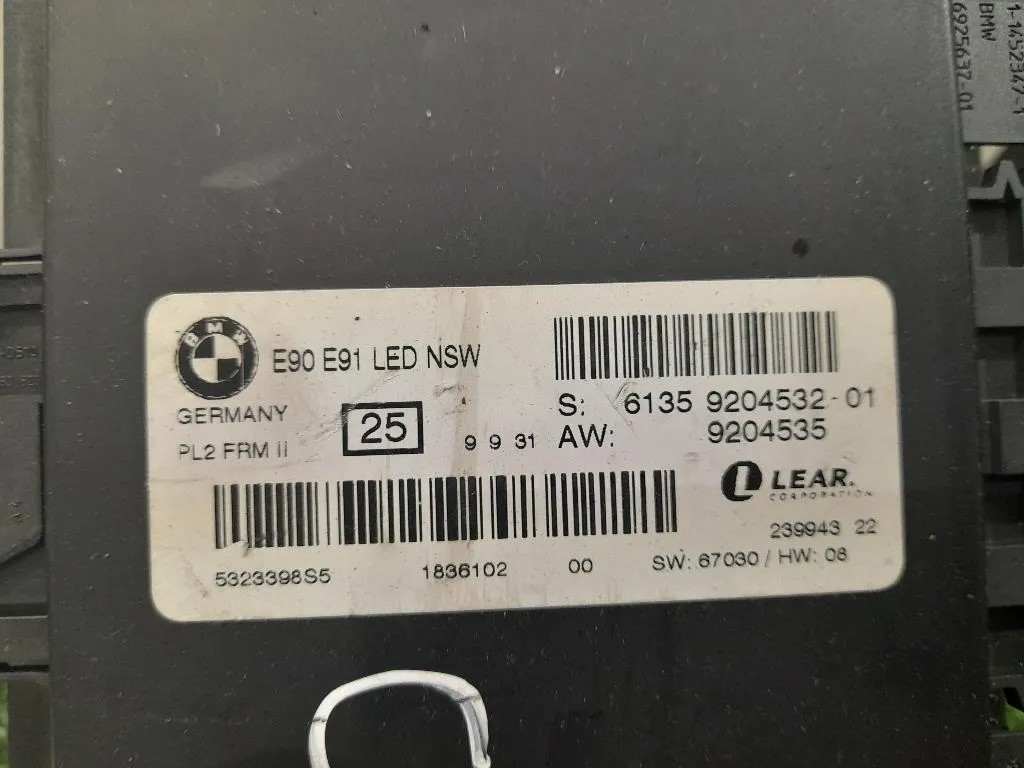 1-1452347-1
BMW
6925637-01
BMW
E90 E91 LED NSW
GERMANY
PL2 FRM II
25
9 9 31
S: 6135 9204532-01
AW: 9204535
LEAR.
CORPORATION
239943 22
5323398S5 1836102 00 SW: 67030 / HW: 08